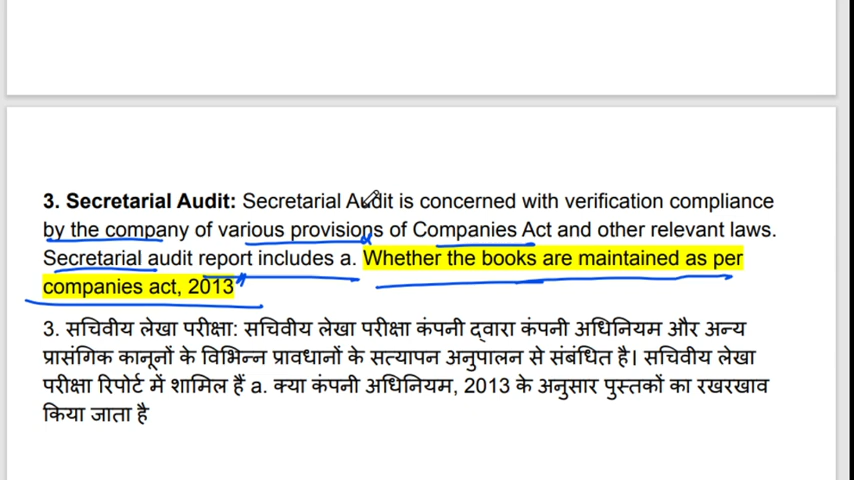 3. Secretarial Audit: Secretarial Audit is concerned with verification compliance
by the company of various provisions of Companies Act and other relevant laws.
Secretarial audit report includes a. Whether the books are maintained as per
companies act, 2013
3. सचिवीय लेखा परीक्षा: सचिवीय लेखा परीक्षा कंपनी द्वारा कंपनी अधिनियम और अन्य
प्रासंगिक कानूनों के विभिन्न प्रावधानों के सत्यापन अनुपालन से संबंधित है। सचिवीय लेखा
परीक्षा रिपोर्ट में शामिल हैं a. क्या कंपनी अधिनियम, 2013 के अनुसार पुस्तकों का रखरखाव
किया जाता है